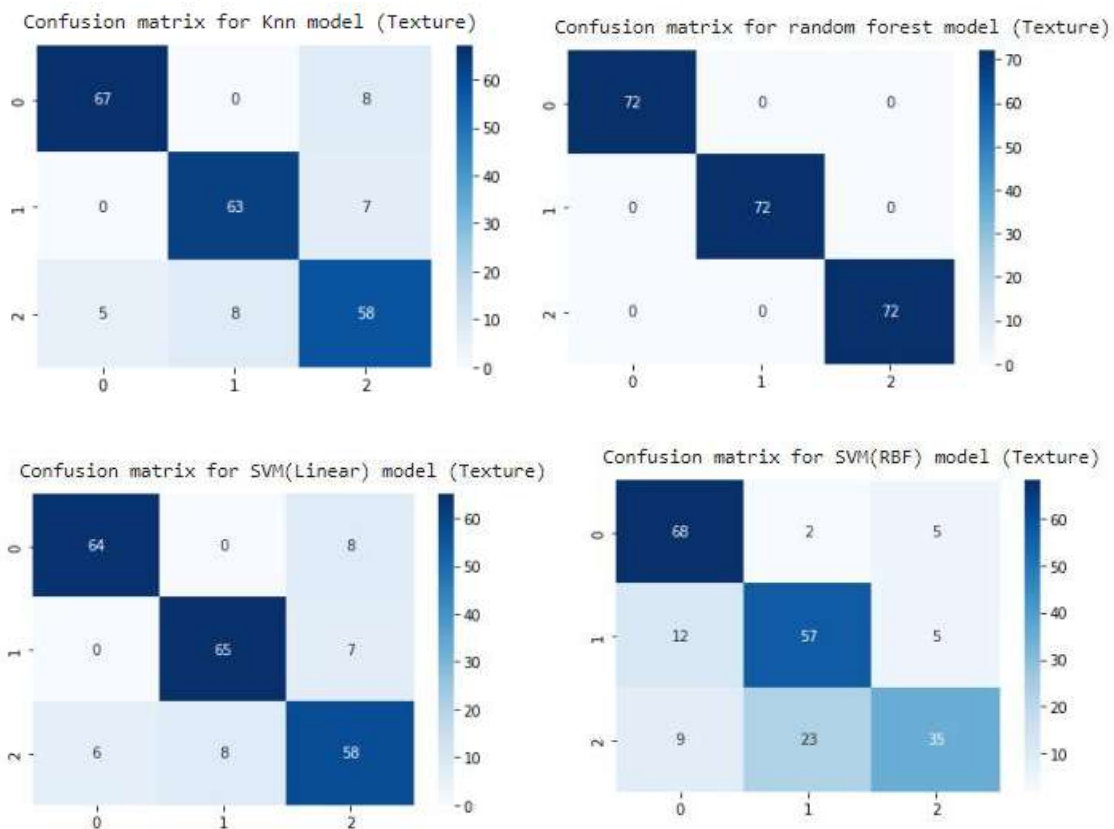 Confusion matrix for Knn model (Texture)
0 67 0 8
1 0 63 7
2 5 8 58
0 1 2
60
50
40
30
20
10
0
Confusion matrix for random forest model (Texture)
0 72 0 0
1 0 72 0
2 0 0 72
0 1 2
70
60
50
40
30
20
10
0
Confusion matrix for SVM(Linear) model (Texture)
0 64 0 8
1 0 65 7
2 6 8 58
0 1 2
60
50
40
30
20
10
0
Confusion matrix for SVM(RBF) model (Texture)
0 68 2 5
1 12 57 5
2 9 23 35
0 1 2
60
50
40
30
20
10